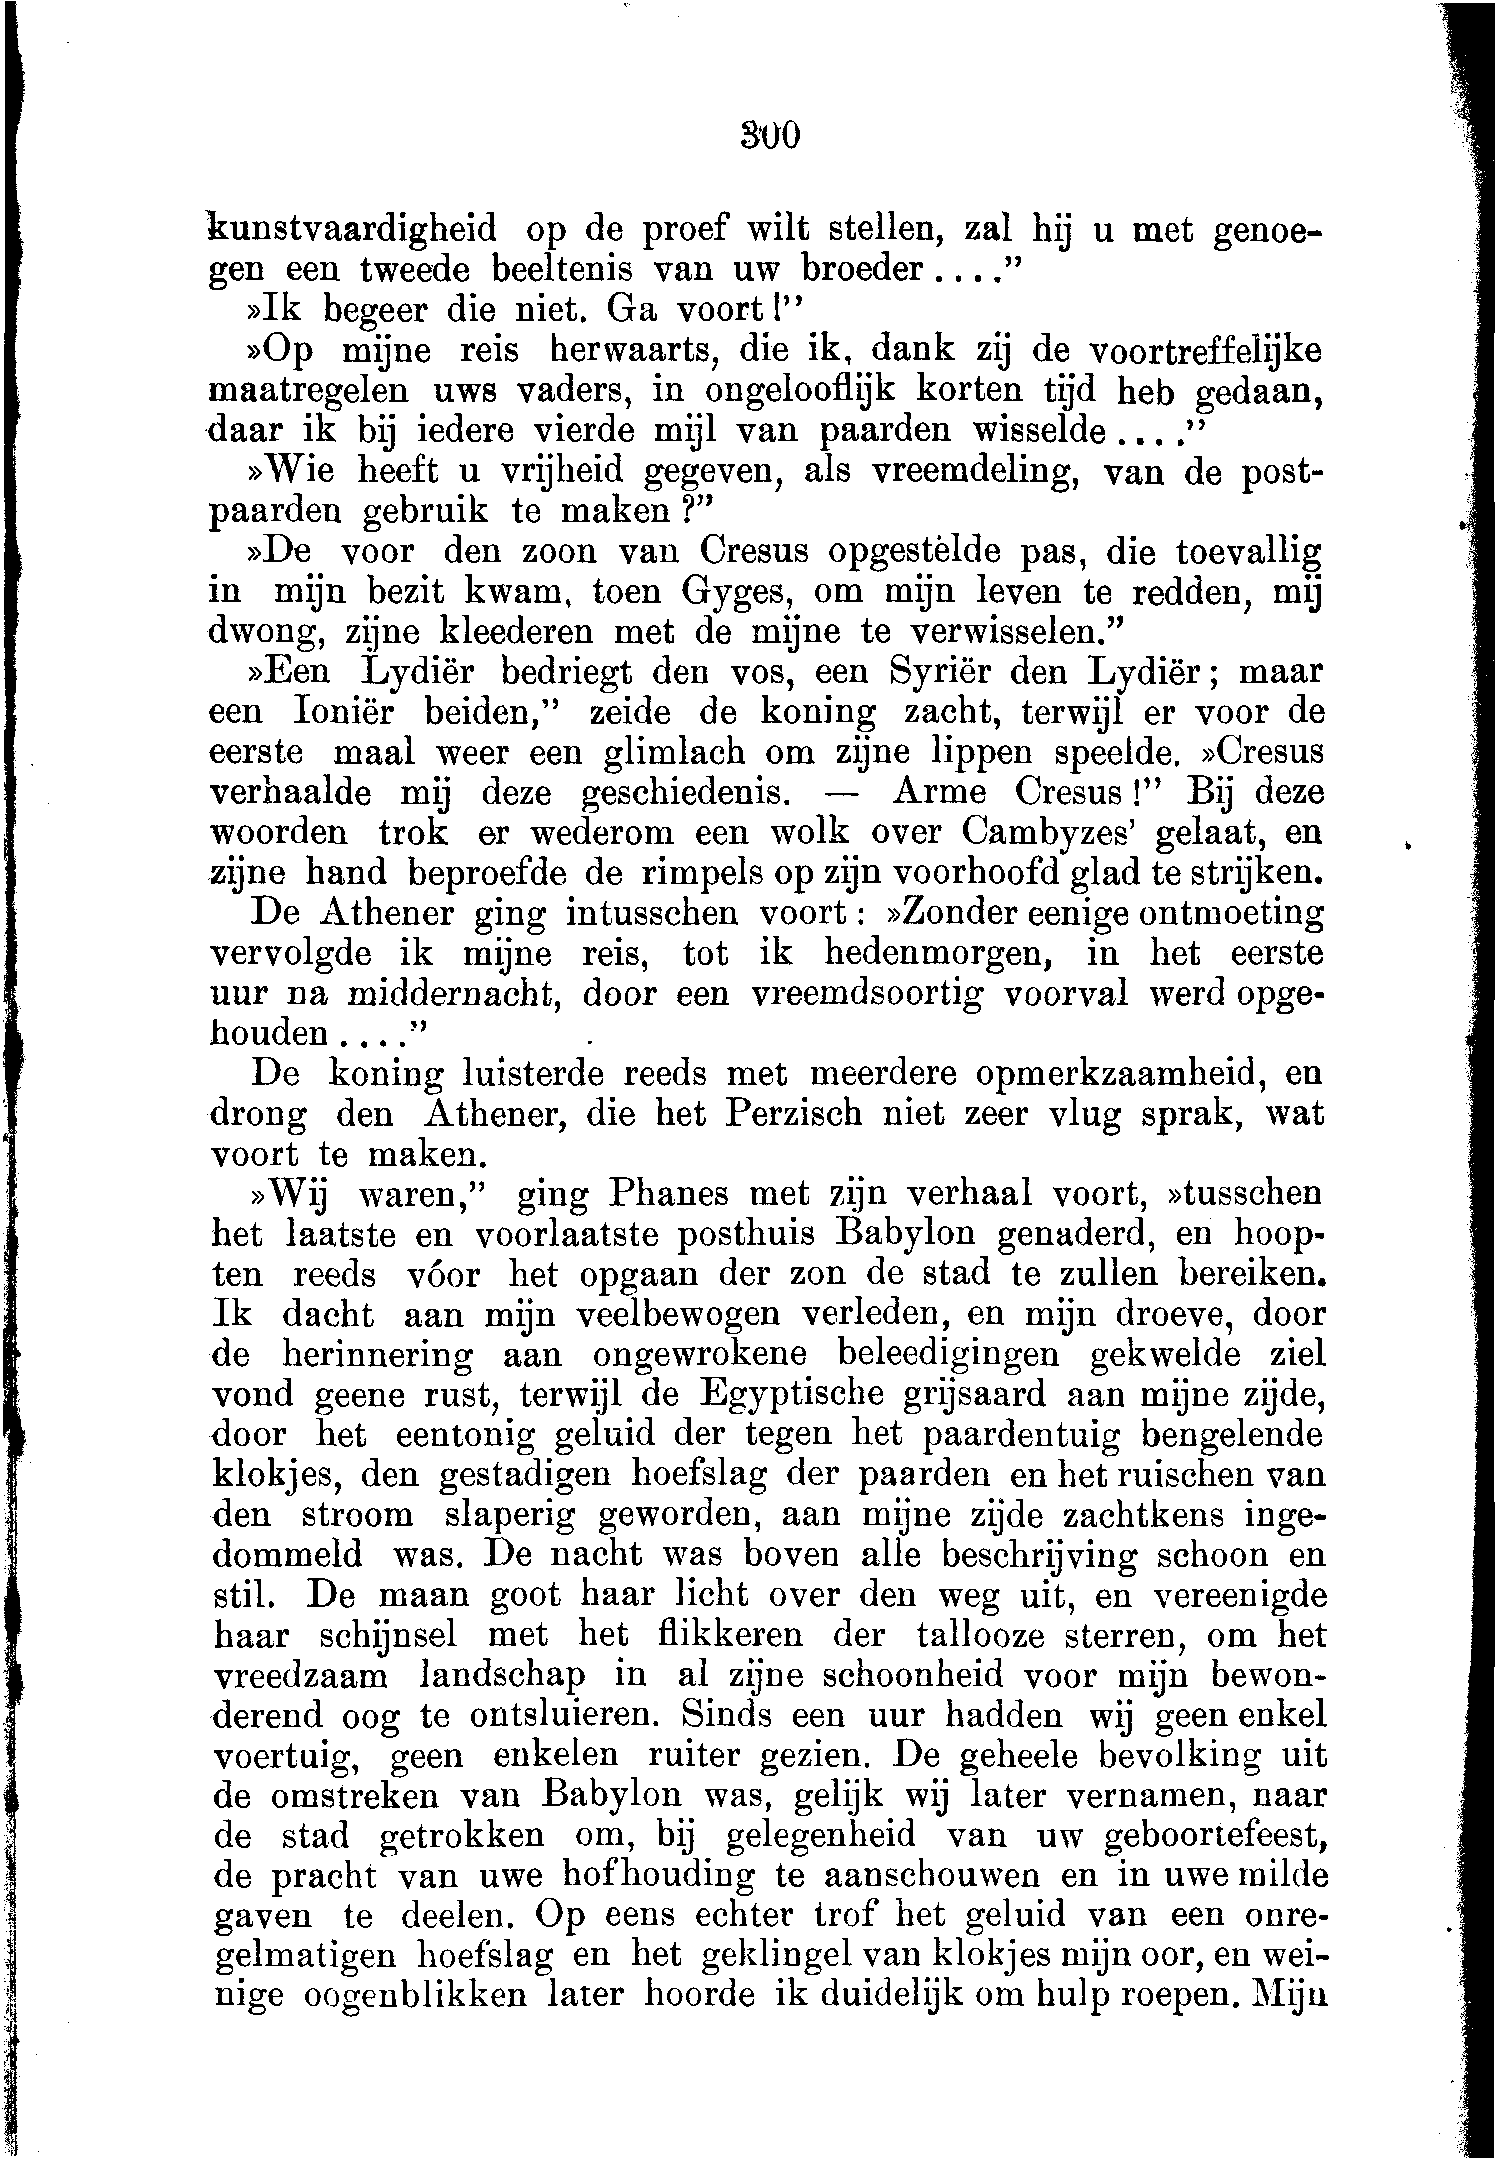 300
kunstvaardigheid op de proef wilt stellen, zal hij u met genoe-
gen een tweede beeltenis van uw broeder ...."
»Ik begeer die niet. Ga voort!"
»Op mijne reis herwaarts, die ik, dank zij de voortreffelijke
maatregelen uws vaders, in ongelooflijk korten tijd heb gedaan,
daar ik bij iedere vierde mijl van paarden wisselde ...."
»Wie heeft u vrijheid gegeven, als vreemdeling, van de post-
paarden gebruik te maken?"
»De voor den zoon van Cresus opgestelde pas, die toevallig
in mijn bezit kwam, toen Gyges, om mijn leven te redden, mij
dwong, zijne kleederen met de mijne te verwisselen."
»Een Lydiër bedriegt den vos, een Syriër den Lydiër; maar
een Ioniër beiden," zeide de koning zacht, terwijl er voor de
eerste maal weer een glimlach om zijne lippen speelde. »Cresus
verhaalde mij deze geschiedenis. — Arme Cresus!" Bij deze
woorden trok er wederom een wolk over Cambyzes' gelaat, en
zijne hand beproefde de rimpels op zijn voorhoofd glad te strijken.
De Athener ging intusschen voort: »Zonder eenige ontmoeting
vervolgde ik mijne reis, tot ik hedenmorgen, in het eerste
uur na middernacht, door een vreemdsoortig voorval werd opge-
houden ...."
De koning luisterde reeds met meerdere opmerkzaamheid, en
drong den Athener, die het Perzisch niet zeer vlug sprak, wat
voort te maken.
»Wij waren," ging Phanes met zijn verhaal voort, »tusschen
het laatste en voorlaatste posthuis Babylon genaderd, en hoop-
ten reeds vóor het opgaan der zon de stad te zullen bereiken.
Ik dacht aan mijn veelbewogen verleden, en mijn droeve, door
de herinnering aan ongewrokene beleedigingen gekwelde ziel
vond geene rust, terwijl de Egyptische grijsaard aan mijne zijde,
door het eentonig geluid der tegen het paardentuig bengelende
klokjes, den gestadigen hoefslag der paarden en het ruischen van
den stroom slaperig geworden, aan mijne zijde zachtkens inge-
dommeld was. De nacht was boven alle beschrijving schoon en
stil. De maan goot haar licht over den weg uit, en vereenigde
haar schijnsel met het flikkeren der tallooze sterren, om het
vreedzaam landschap in al zijne schoonheid voor mijn bewon-
derend oog te ontsluieren. Sinds een uur hadden wij geen enkel
voertuig, geen enkelen ruiter gezien. De geheele bevolking uit
de omstreken van Babylon was, gelijk wij later vernamen, naar
de stad getrokken om, bij gelegenheid van uw geboortefeest,
de pracht van uwe hofhouding te aanschouwen en in uwe milde
gaven te deelen. Op eens echter trof het geluid van een onre-
gelmatigen hoefslag en het geklingel van klokjes mijn oor, en wei-
nige oogenblikken later hoorde ik duidelijk om hulp roepen. Mijn